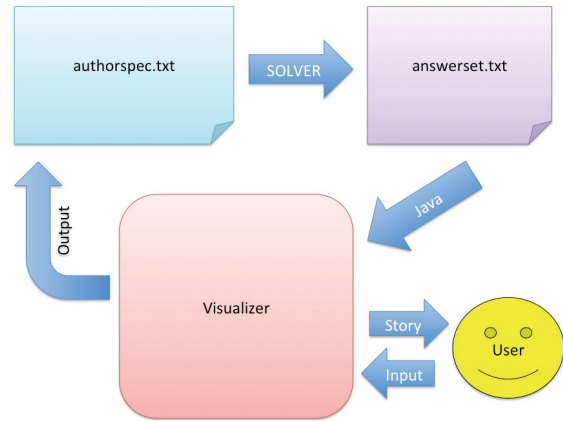 authorspec.txt
SOLVER
answerset.txt
Java
Output
Visualizer
Story
User
Input